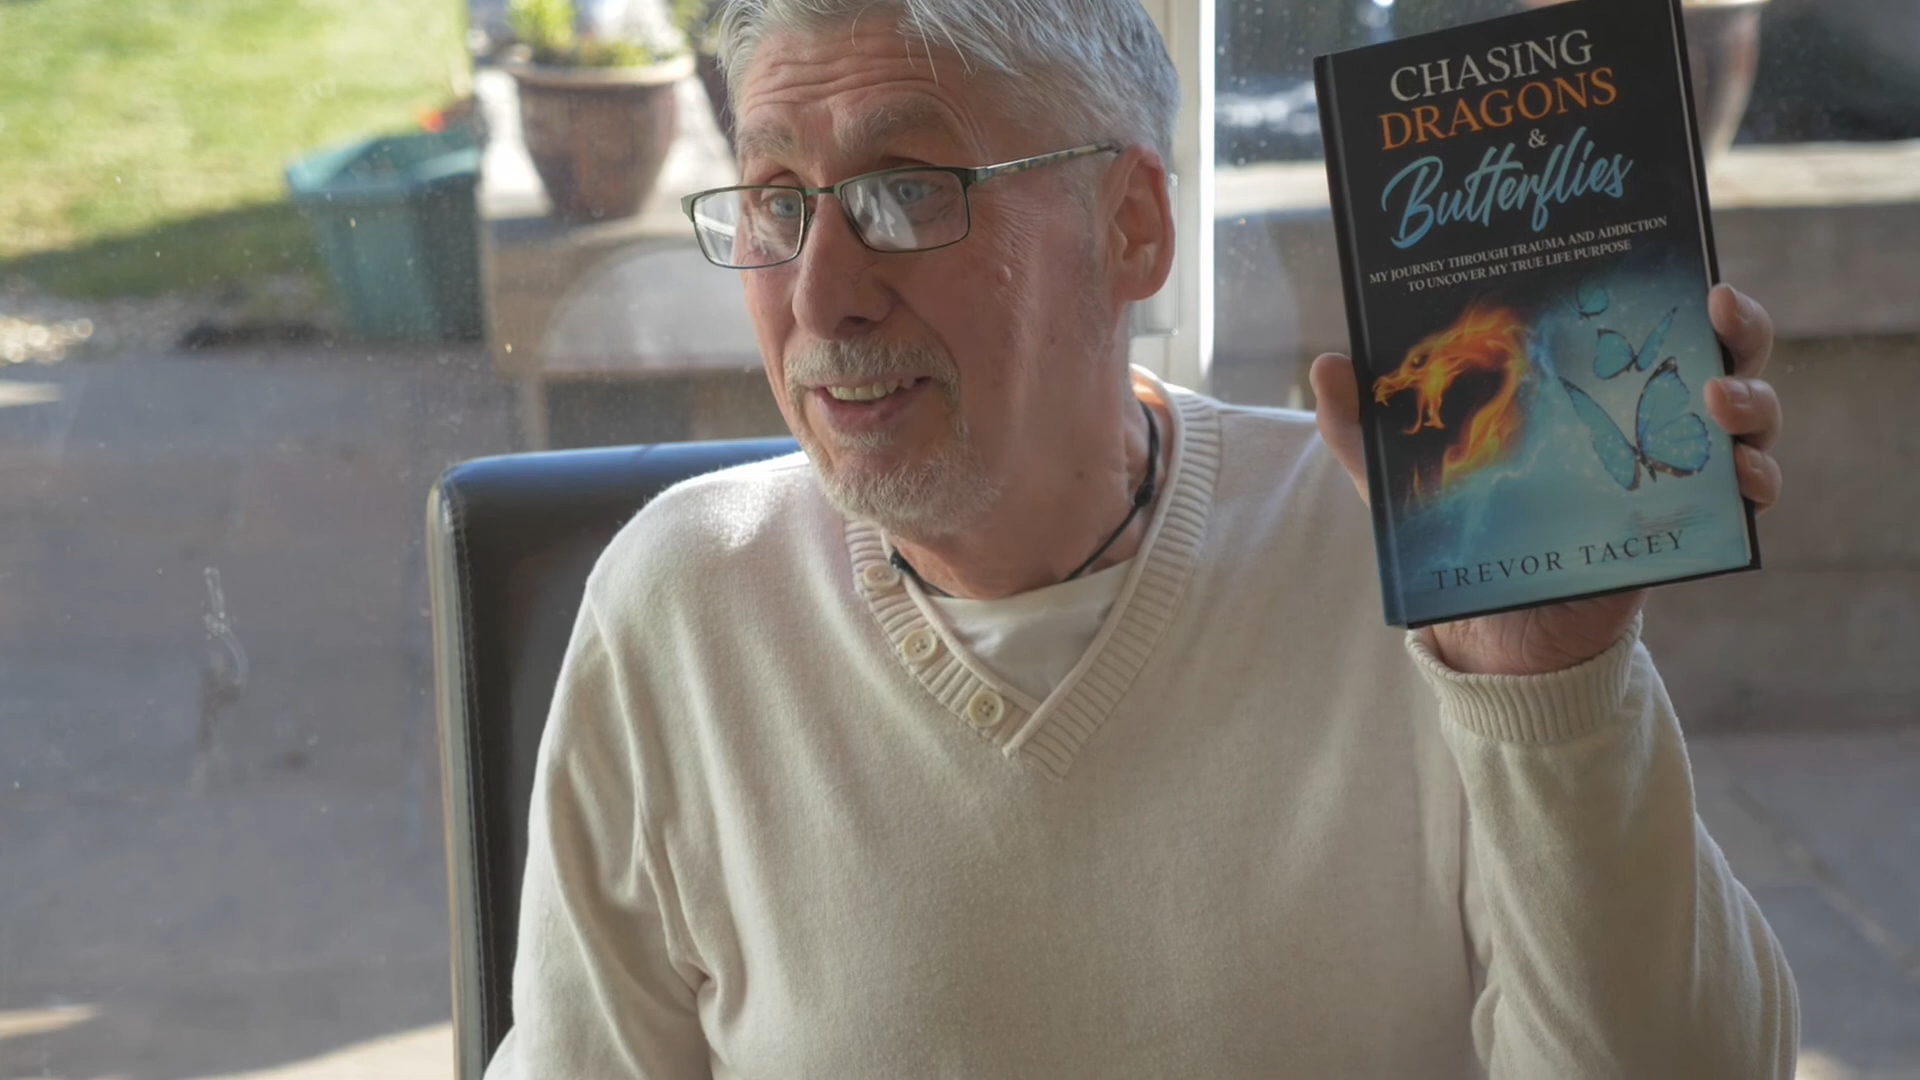 CHASING
DRAGONS
&
Butterflies
MY JOURNEY THROUGH TRAUMA AND ADDICTION
TO UNCOVER MY TRUE LIFE PURPOSE
TREVOR TACEY